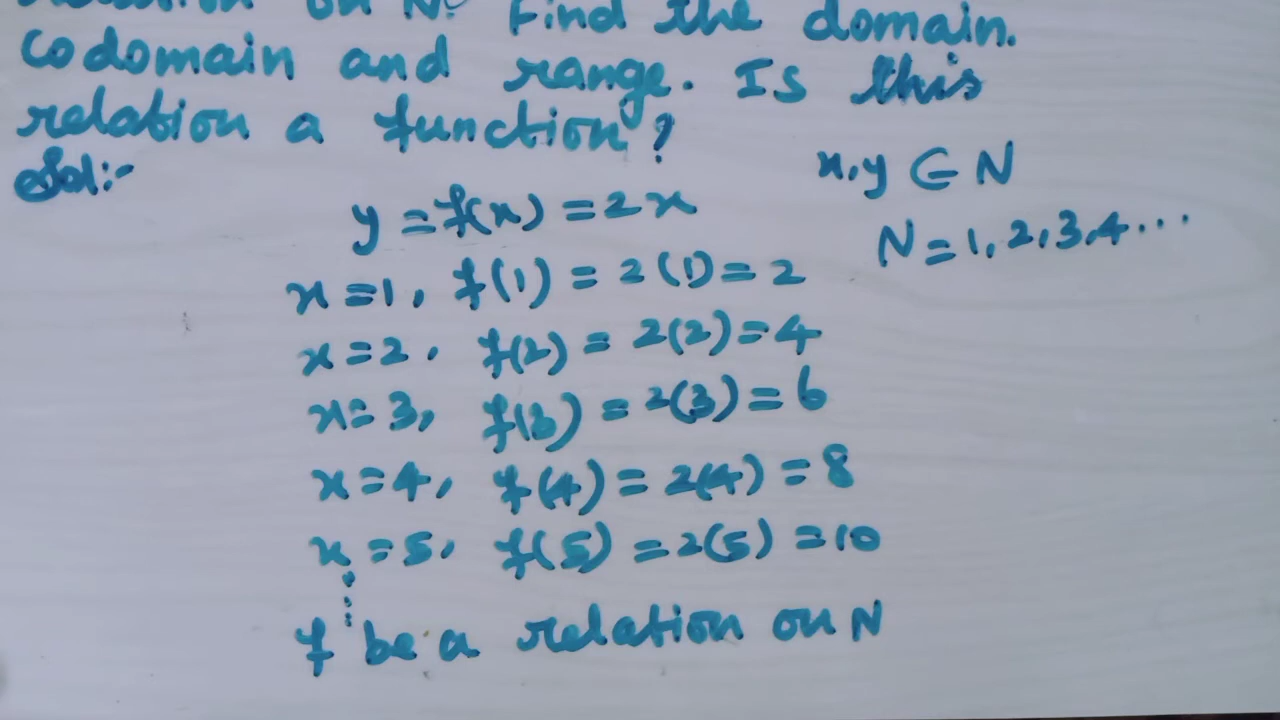 relation on N. Find the domain.
codomain and range. Is this
relation a function?
Sol:-
x,y ∈ N
y = f(x) = 2x
N = 1, 2, 3, 4...
x = 1, f(1) = 2(1) = 2
x = 2, f(2) = 2(2) = 4
x = 3, f(3) = 2(3) = 6
x = 4, f(4) = 2(4) = 8
x = 5, f(5) = 2(5) = 10
f be a relation on N